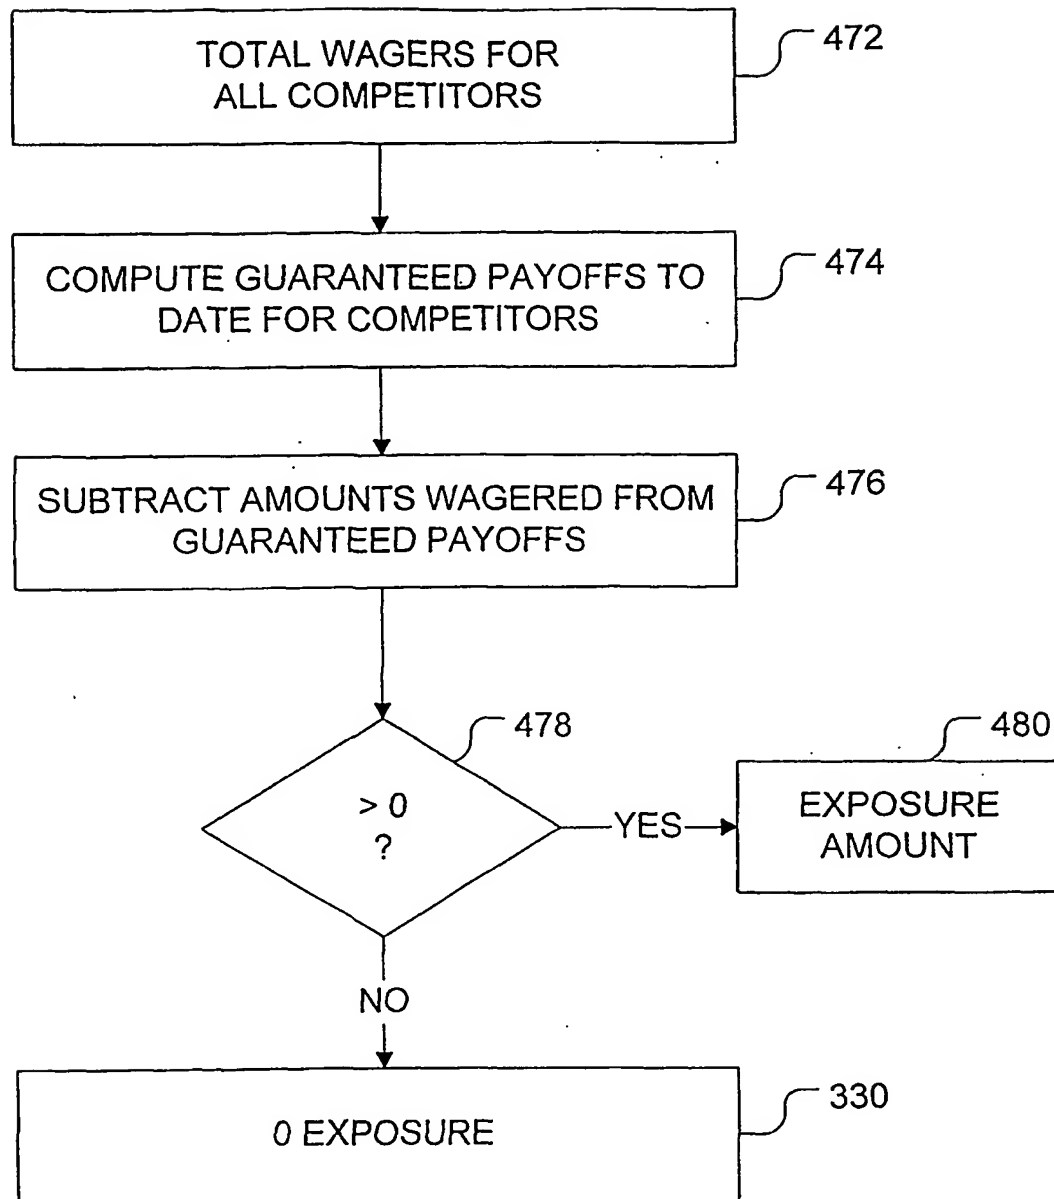 TOTAL WAGERS FOR
ALL COMPETITORS
472
COMPUTE GUARANTEED PAYOFFS TO
DATE FOR COMPETITORS
474
SUBTRACT AMOUNTS WAGERED FROM
GUARANTEED PAYOFFS
476
> 0
?
478
YES
EXPOSURE
AMOUNT
480
NO
0 EXPOSURE
330